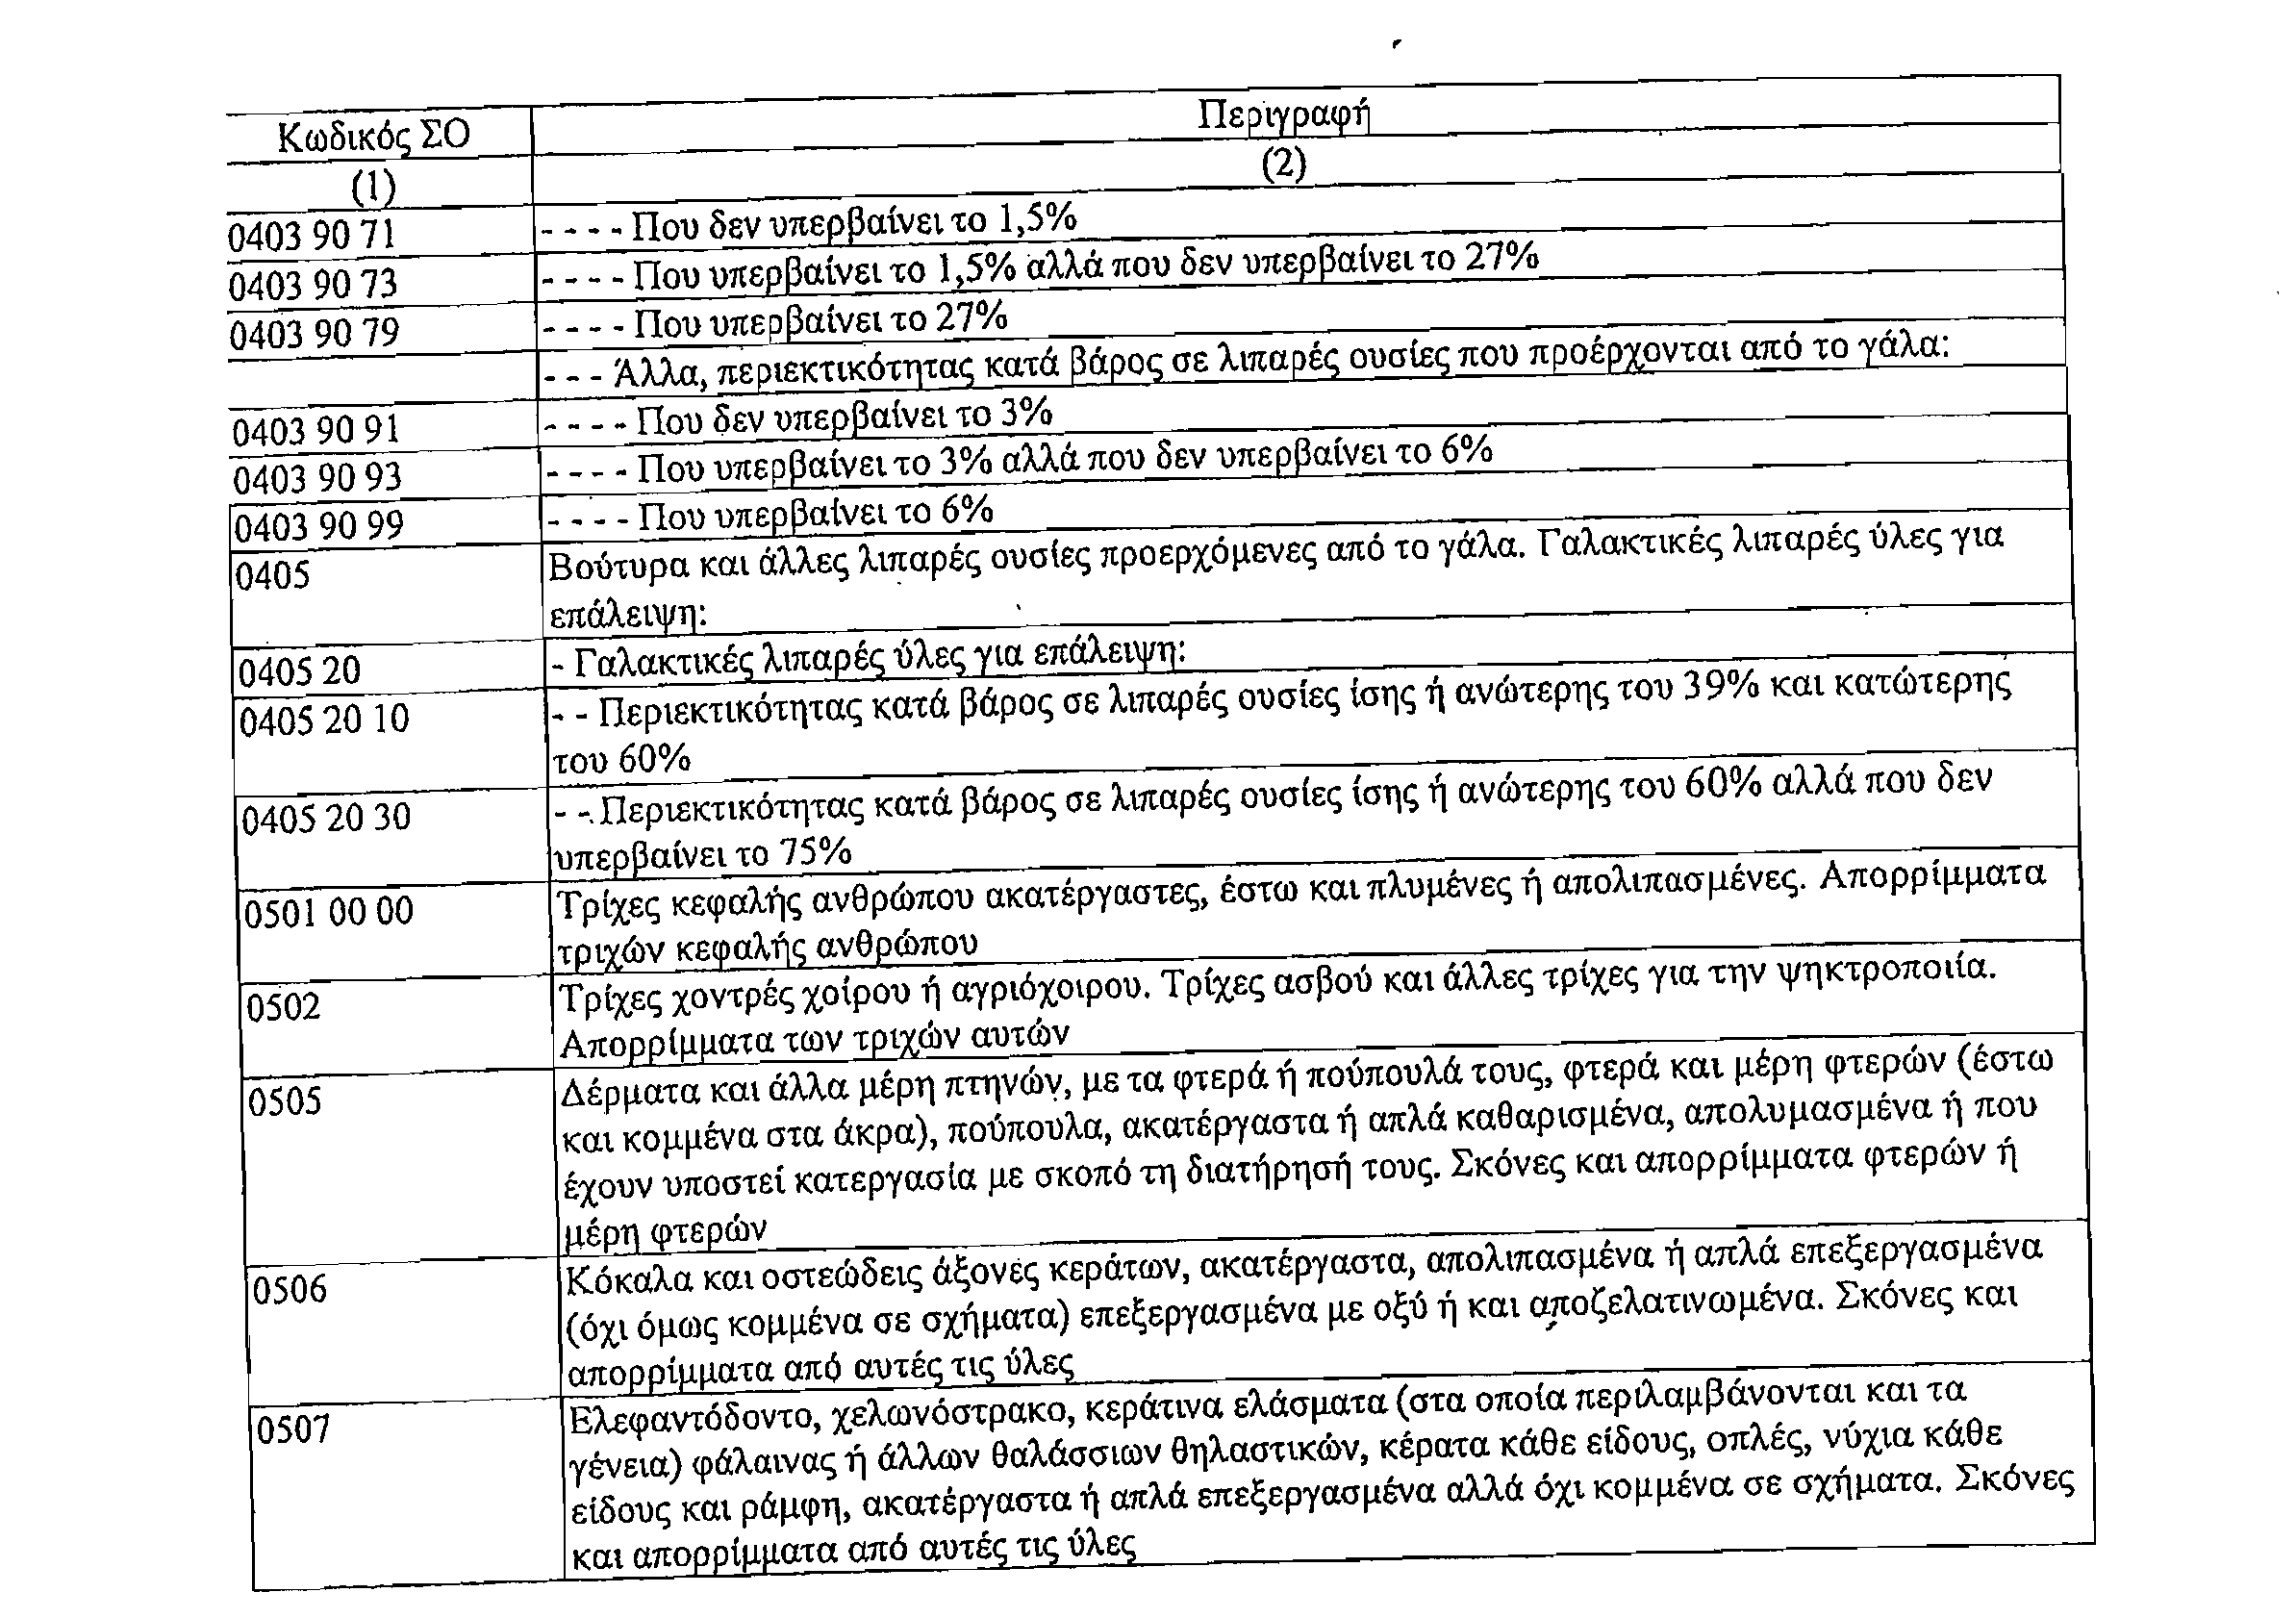 Κωδικός ΣΟ Περιγραφή
(1) (2)
0403 90 71 - - - - Που δεν υπερβαίνει το 1,5%
0403 90 73 - - - - Που υπερβαίνει το 1,5% αλλά που δεν υπερβαίνει το 27%
0403 90 79 - - - - Που υπερβαίνει το 27%
- - - Άλλα, περιεκτικότητας κατά βάρος σε λιπαρές ουσίες που προέρχονται από το γάλα:
0403 90 91 - - - - Που δεν υπερβαίνει το 3%
0403 90 93 - - - - Που υπερβαίνει το 3% αλλά που δεν υπερβαίνει το 6%
0403 90 99 - - - - Που υπερβαίνει το 6%
0405 Βούτυρα και άλλες λιπαρές ουσίες προερχόμενες από το γάλα. Γαλακτικές λιπαρές ύλες για
επάλειψη:
0405 20 - Γαλακτικές λιπαρές ύλες για επάλειψη:
0405 20 10 - - Περιεκτικότητας κατά βάρος σε λιπαρές ουσίες ίσης ή ανώτερης του 39% και κατώτερης
του 60%
0405 20 30 - - Περιεκτικότητας κατά βάρος σε λιπαρές ουσίες ίσης ή ανώτερης του 60% αλλά που δεν
υπερβαίνει το 75%
0501 00 00 Τρίχες κεφαλής ανθρώπου ακατέργαστες, έστω και πλυμένες ή απολιπασμένες. Απορρίμματα
τριχών κεφαλής ανθρώπου
0502 Τρίχες χοντρές χοίρου ή αγριόχοιρου. Τρίχες ασβού και άλλες τρίχες για την ψηκτροποιία.
Απορρίμματα των τριχών αυτών
0505 Δέρματα και άλλα μέρη πτηνών, με τα φτερά ή πούπουλά τους, φτερά και μέρη φτερών (έστω
και κομμένα στα άκρα), πούπουλα, ακατέργαστα ή απλά καθαρισμένα, απολυμασμένα ή που
έχουν υποστεί κατεργασία με σκοπό τη διατήρησή τους. Σκόνες και απορρίμματα φτερών ή
μέρη φτερών
0506 Κόκαλα και οστεώδεις άξονες κεράτων, ακατέργαστα, απολιπασμένα ή απλά επεξεργασμένα
(όχι όμως κομμένα σε σχήματα) επεξεργασμένα με οξύ ή και αποζελατινωμένα. Σκόνες και
απορρίμματα από αυτές τις ύλες
0507 Ελεφαντόδοντο, χελωνόστρακο, κεράτινα ελάσματα (στα οποία περιλαμβάνονται και τα
γένεια) φάλαινας ή άλλων θαλάσσιων θηλαστικών, κέρατα κάθε είδους, οπλές, νύχια κάθε
είδους και ράμφη, ακατέργαστα ή απλά επεξεργασμένα αλλά όχι κομμένα σε σχήματα. Σκόνες
και απορρίμματα από αυτές τις ύλες